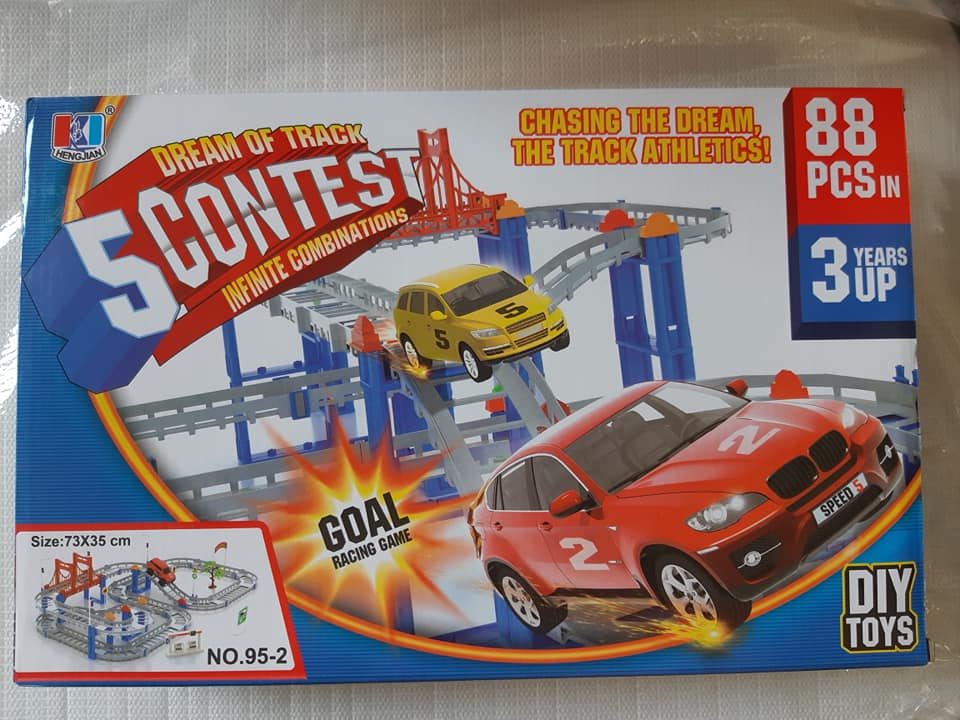 HENGJIAN
®
DREAM OF TRACK
5 CONTEST
INFINITE COMBINATIONS
CHASING THE DREAM,
THE TRACK ATHLETICS!
88
PCS IN
3 YEARS
UP
5
5
2
2
SPEED 5
GOAL
RACING GAME
Size:73X35 cm
NO.95-2
DIY
TOYS